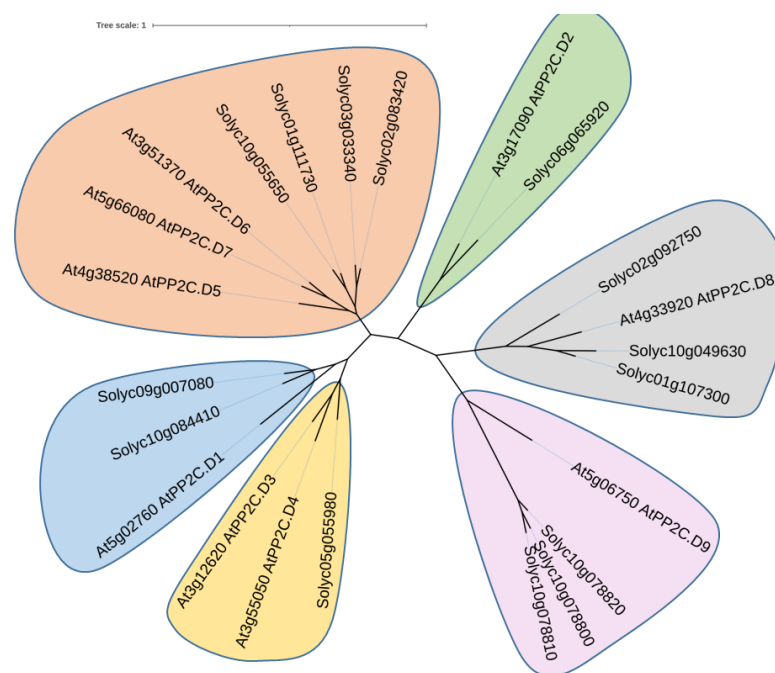 Tree scale: 1
Solyc02g083420
Solyc03g033340
Solyc01g111730
Solyc10g055650
At3g51370 AtPP2C.D6
At5g66080 AtPP2C.D7
At4g38520 AtPP2C.D5
At3g17090 AtPP2C.D2
Solyc06g065920
Solyc02g092750
At4g33920 AtPP2C.D8
Solyc10g049630
Solyc01g107300
At5g06750 AtPP2C.D9
Solyc10g078820
Solyc10g078800
Solyc10g078810
Solyc05g055980
At3g55050 AtPP2C.D4
At3g12620 AtPP2C.D3
At5g02760 AtPP2C.D1
Solyc10g084410
Solyc09g007080